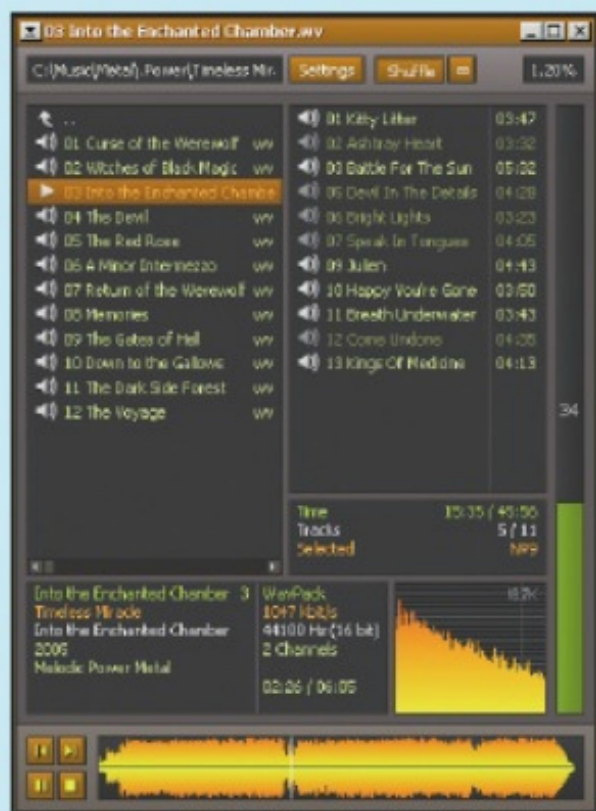 03 Into the Enchanted Chamber.wv
C:\Music\Metal\.Power\Timeless Mir. Settings Shuffle 1.20%
..
01 Curse of the Werewolf wv
02 Witches of Black Magic wv
03 Into the Enchanted Chambe
04 The Devil wv
05 The Red Rose wv
06 A Minor Intermezzo wv
07 Return of the Werewolf wv
08 Memories wv
09 The Gates of Hell wv
10 Down to the Gallows wv
11 The Dark Side Forest wv
12 The Voyage wv
01 Kitty Litter 03:47
02 Ashtray Heart 03:32
03 Battle For The Sun 05:32
05 Devil In The Details 04:28
06 Bright Lights 03:23
07 Speak In Tongues 04:05
09 Julien 04:43
10 Happy You're Gone 03:50
11 Breath Underwater 03:43
12 Come Undone
13 Kings Of Medicine 04:13
34
Time 15:35 / 45:56
Tracks 5 / 11
Selected
Into the Enchanted Chamber 3
Timeless Miracle
Into the Enchanted Chamber
2005
Melodic Power Metal
WavPack
1047 kbit/s
44100 Hz (16 bit)
2 Channels
02:26 / 06:05